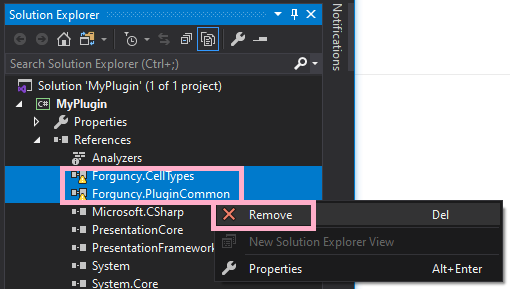 Solution Explorer
Search Solution Explorer (Ctrl+;)
Solution 'MyPlugin' (1 of 1 project)
C# MyPlugin
Properties
References
Analyzers
Forguncy.CellTypes
Forguncy.PluginCommon
Microsoft.CSharp
PresentationCore
PresentationFramework
System
System.Core
Remove Del
New Solution Explorer View
Properties Alt+Enter
Notifications